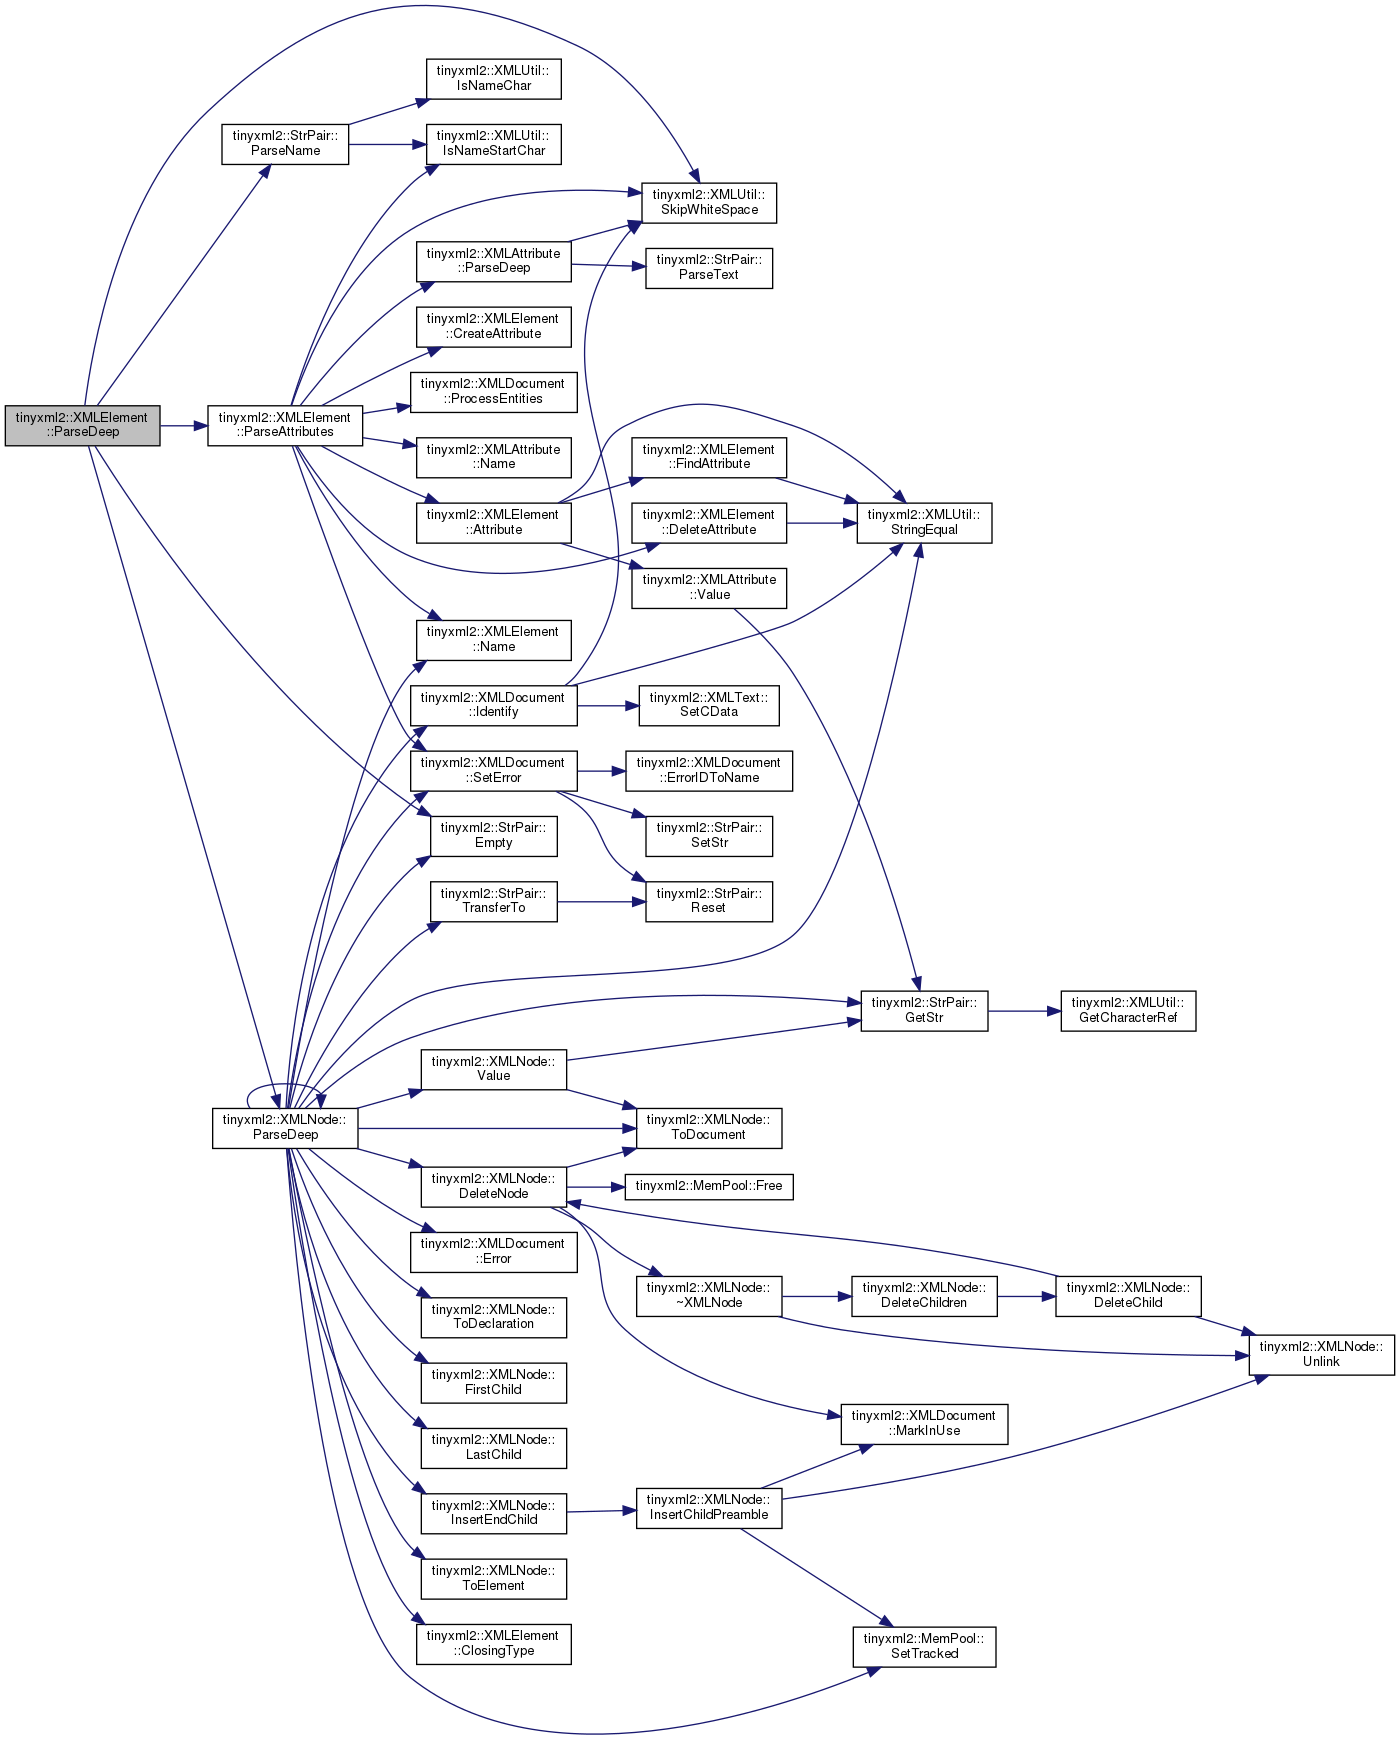 tinyxml2::XMLUtil::
IsNameChar
tinyxml2::StrPair::
ParseName
tinyxml2::XMLUtil::
IsNameStartChar
tinyxml2::XMLUtil::
SkipWhiteSpace
tinyxml2::XMLAttribute
::ParseDeep
tinyxml2::StrPair::
ParseText
tinyxml2::XMLElement
::CreateAttribute
tinyxml2::XMLDocument
::ProcessEntities
tinyxml2::XMLElement
::ParseDeep
tinyxml2::XMLElement
::ParseAttributes
tinyxml2::XMLAttribute
::Name
tinyxml2::XMLElement
::FindAttribute
tinyxml2::XMLElement
::Attribute
tinyxml2::XMLElement
::DeleteAttribute
tinyxml2::XMLUtil::
StringEqual
tinyxml2::XMLAttribute
::Value
tinyxml2::XMLElement
::Name
tinyxml2::XMLDocument
::Identify
tinyxml2::XMLText::
SetCData
tinyxml2::XMLDocument
::SetError
tinyxml2::XMLDocument
::ErrorIDToName
tinyxml2::StrPair::
Empty
tinyxml2::StrPair::
SetStr
tinyxml2::StrPair::
TransferTo
tinyxml2::StrPair::
Reset
tinyxml2::StrPair::
GetStr
tinyxml2::XMLUtil::
GetCharacterRef
tinyxml2::XMLNode::
Value
tinyxml2::XMLNode::
ParseDeep
tinyxml2::XMLNode::
ToDocument
tinyxml2::XMLNode::
DeleteNode
tinyxml2::MemPool::Free
tinyxml2::XMLDocument
::Error
tinyxml2::XMLNode::
~XMLNode
tinyxml2::XMLNode::
DeleteChildren
tinyxml2::XMLNode::
DeleteChild
tinyxml2::XMLNode::
ToDeclaration
tinyxml2::XMLNode::
Unlink
tinyxml2::XMLNode::
FirstChild
tinyxml2::XMLDocument
::MarkInUse
tinyxml2::XMLNode::
LastChild
tinyxml2::XMLNode::
InsertEndChild
tinyxml2::XMLNode::
InsertChildPreamble
tinyxml2::XMLNode::
ToElement
tinyxml2::XMLElement
::ClosingType
tinyxml2::MemPool::
SetTracked